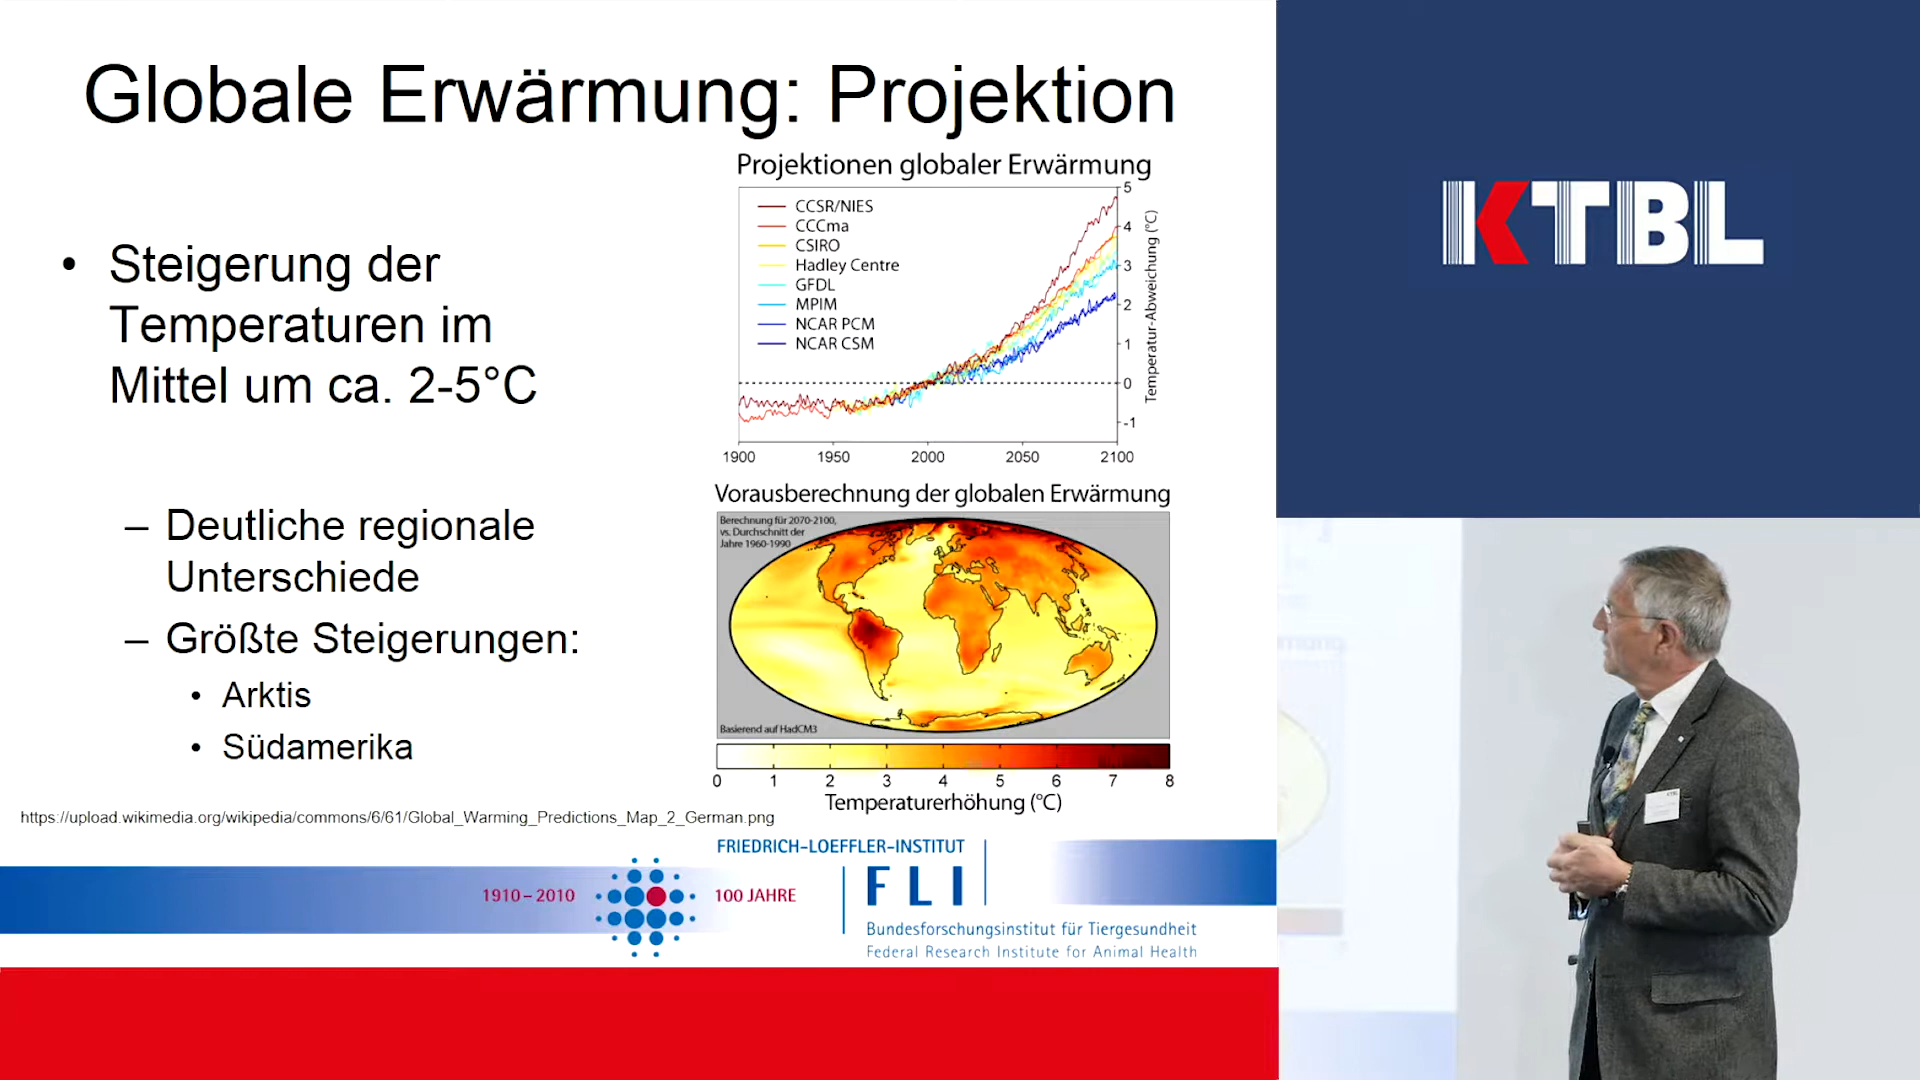 Globale Erwärmung: Projektion
• Steigerung der
Temperaturen im
Mittel um ca. 2-5°C
– Deutliche regionale
Unterschiede
– Größte Steigerungen:
• Arktis
• Südamerika
Projektionen globaler Erwärmung
CCSR/NIES
CCCma
CSIRO
Hadley Centre
GFDL
MPIM
NCAR PCM
NCAR CSM
5
4
3
2
1
0
-1
Temperatur-Abweichung (°C)
1900 1950 2000 2050 2100
Vorausberechnung der globalen Erwärmung
Berechnung für 2070-2100,
vs. Durchschnitt der
Jahre 1960-1990
Basierend auf HadCM3
0 1 2 3 4 5 6 7 8
Temperaturerhöhung (°C)
https://upload.wikimedia.org/wikipedia/commons/6/61/Global_Warming_Predictions_Map_2_German.png
1910 – 2010
100 JAHRE
FRIEDRICH-LOEFFLER-INSTITUT
FLI
Bundesforschungsinstitut für Tiergesundheit
Federal Research Institute for Animal Health
KTBL
KTBL